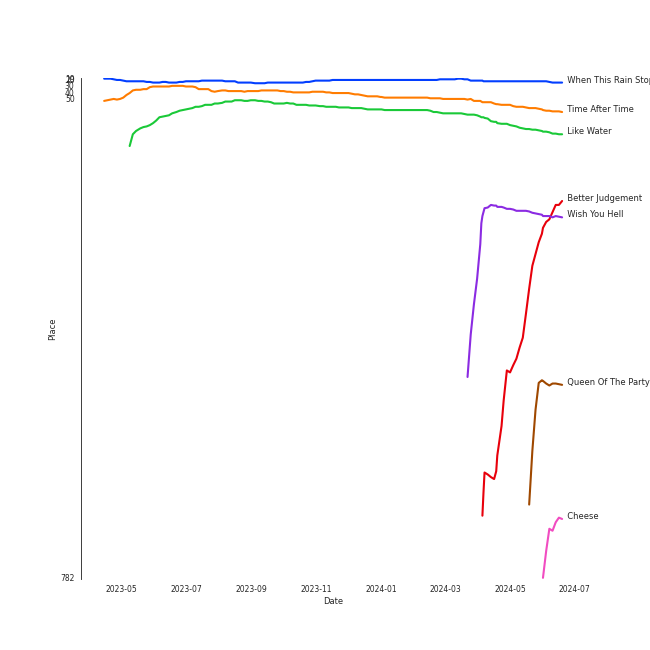 10
50
782
Place
When This Rain Stop
Time After Time
Like Water
Better Judgement
Wish You Hell
Queen Of The Party
Cheese
2023-05 2023-07 2023-09 2023-11 2024-01 2024-03 2024-05 2024-07
Date